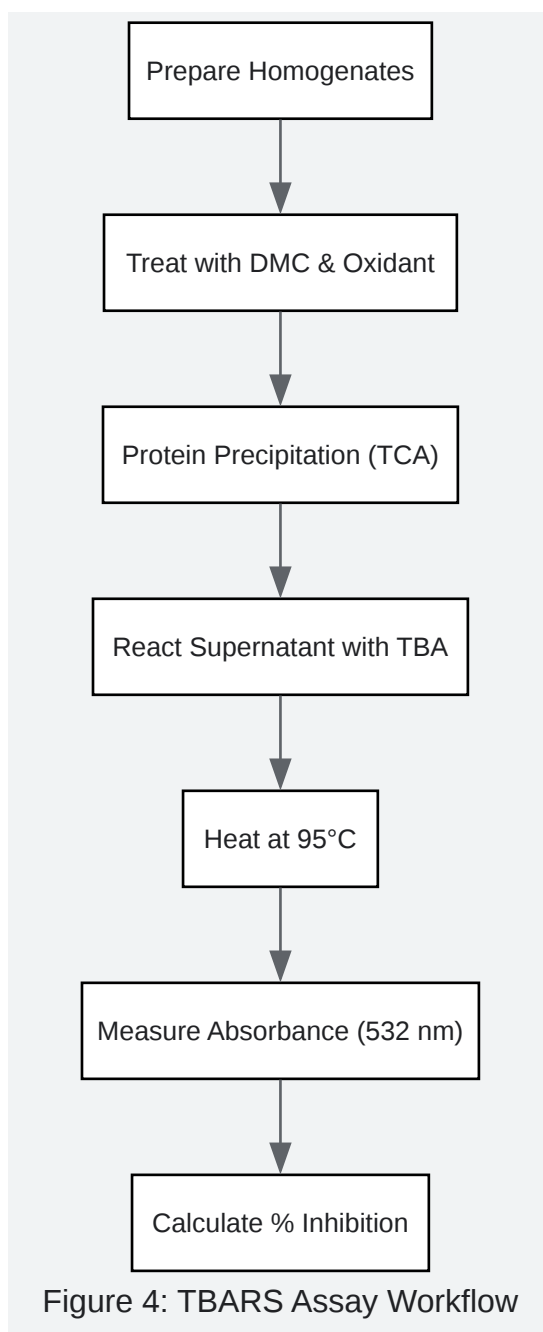 Prepare Homogenates
Treat with DMC & Oxidant
Protein Precipitation (TCA)
React Supernatant with TBA
Heat at 95°C
Measure Absorbance (532 nm)
Calculate % Inhibition
Figure 4: TBARS Assay Workflow